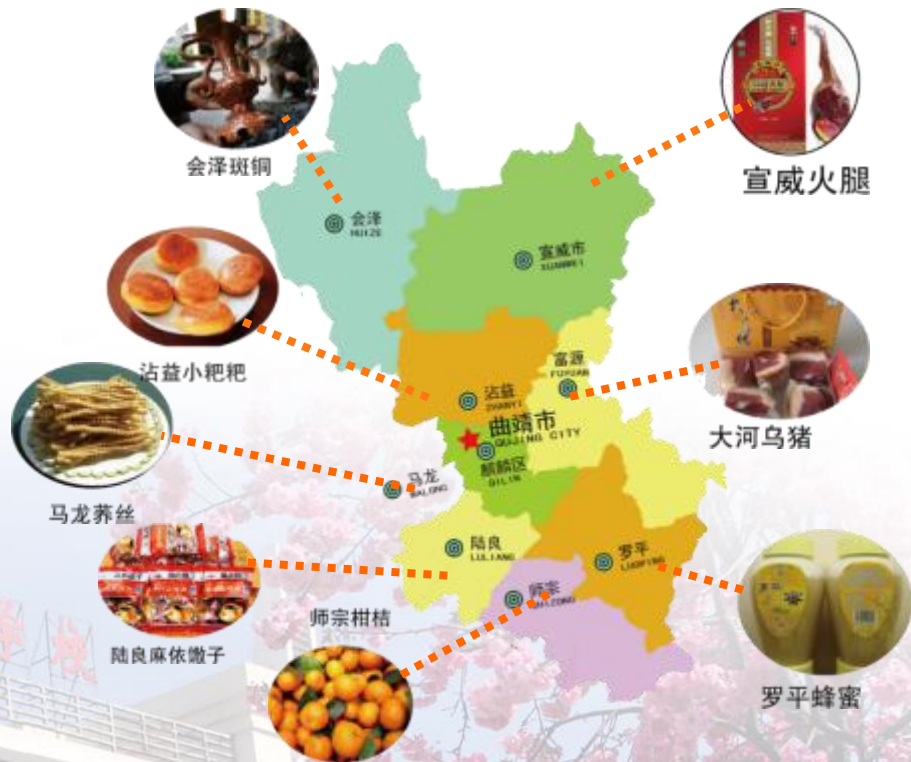 会泽斑铜
宣威火腿
会泽
HUIZE
宣威市
XUANWEI
沾益小粑粑
富源
FUYUAN
沾益
ZHANYI
大河乌猪
曲靖市
QUJING CITY
麒麟区
QILIN
马龙
MALONG
马龙荞丝
陆良
LULIANG
罗平
LUOPING
师宗
SHIZONG
师宗柑桔
陆良麻依馓子
罗平蜂蜜